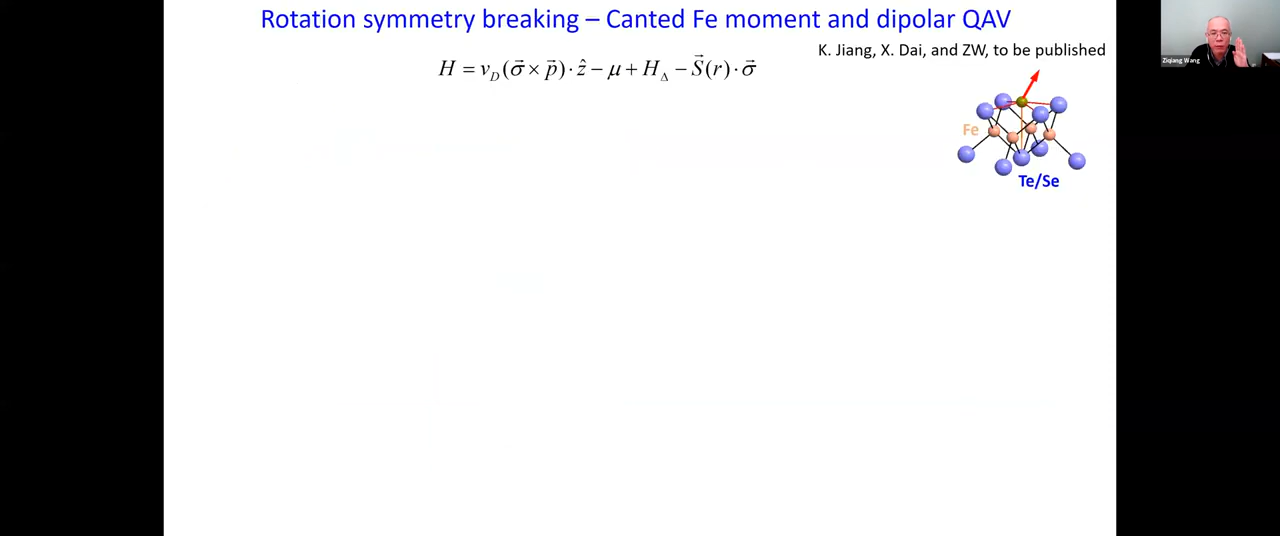 Rotation symmetry breaking – Canted Fe moment and dipolar QAV
K. Jiang, X. Dai, and ZW, to be published
H = v_D(σ⃗ × p⃗) · ẑ − μ + H_Δ − S⃗(r) · σ⃗
Fe
Te/Se
Ziqiang Wang